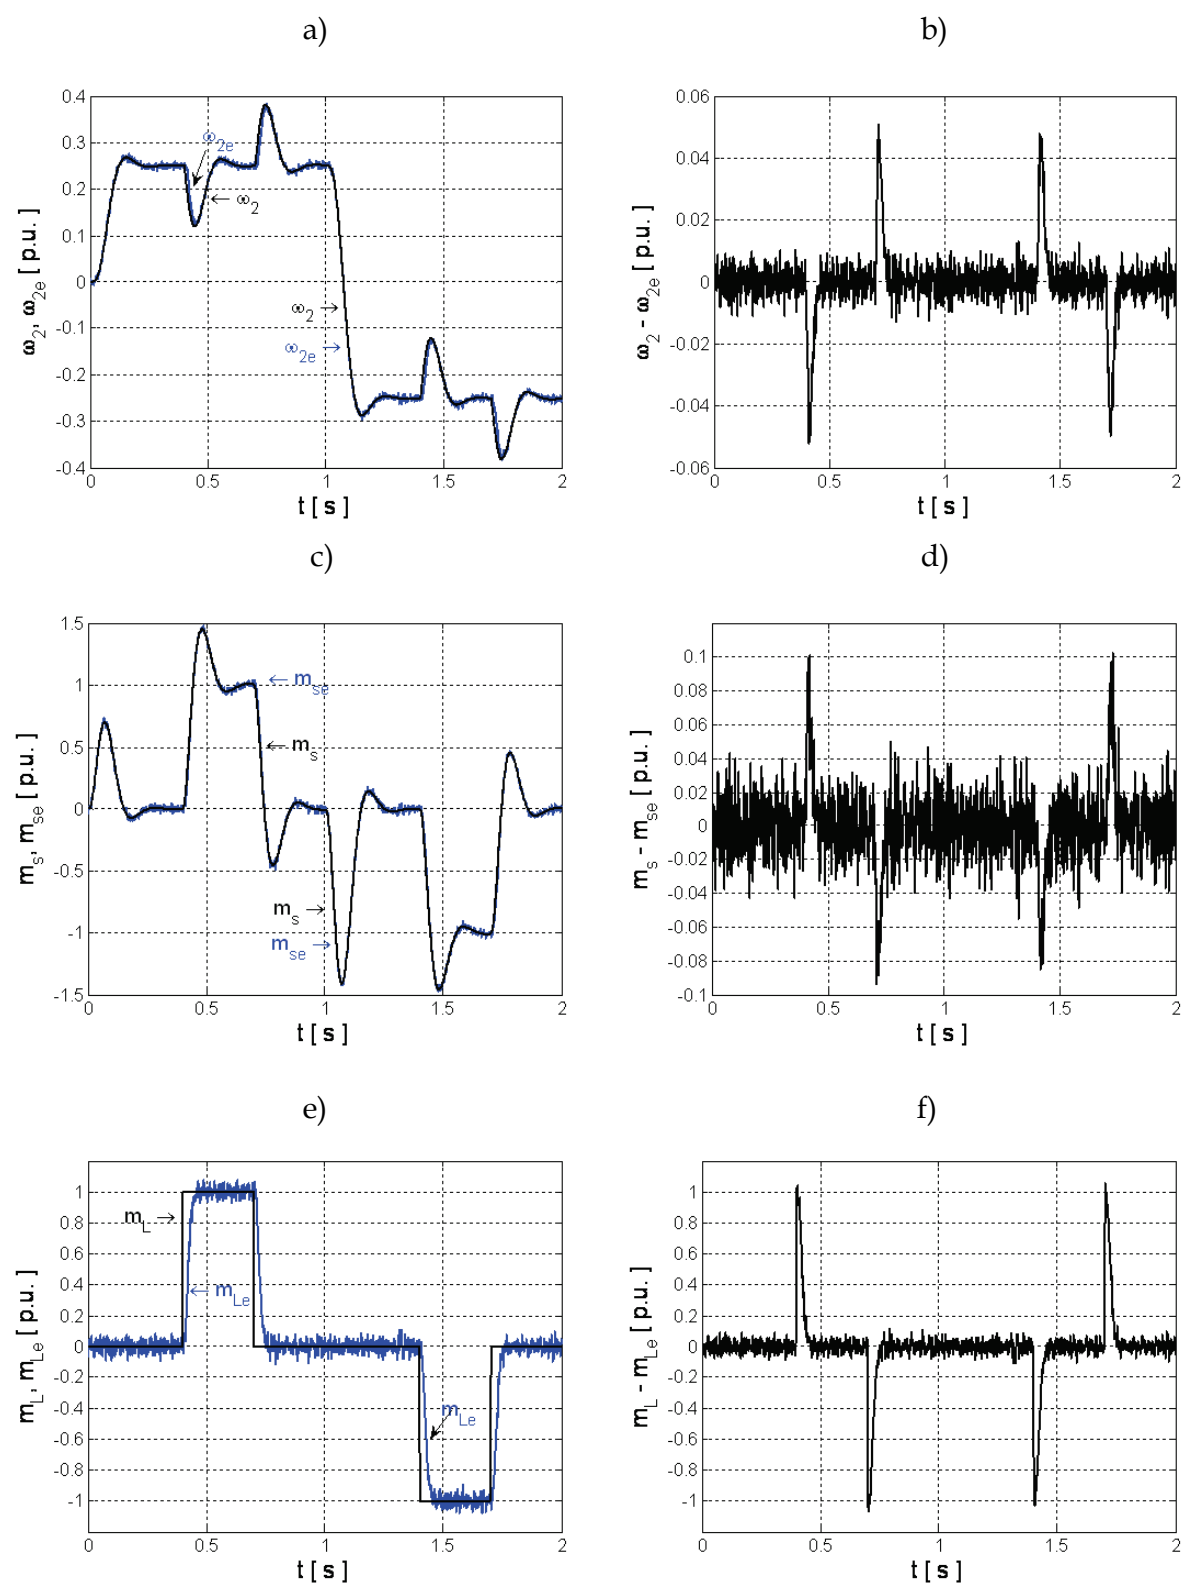 a)
0.4
0.3
0.2
0.1
0
-0.1
-0.2
-0.3
-0.4
0 0.5 1 1.5 2
t [ s ]
ω2, ω2e [ p.u. ]
ω2e
← ω2
ω2 →
ω2e →
b)
0.06
0.04
0.02
0
-0.02
-0.04
-0.06
0 0.5 1 1.5 2
t [ s ]
ω2 - ω2e [ p.u. ]
c)
1.5
1
0.5
0
-0.5
-1
-1.5
0 0.5 1 1.5 2
t [ s ]
ms, mse [ p.u. ]
← mse
← ms
ms →
mse →
d)
0.1
0.08
0.06
0.04
0.02
0
-0.02
-0.04
-0.06
-0.08
-0.1
0 0.5 1 1.5 2
t [ s ]
ms - mse [ p.u. ]
e)
1
0.8
0.6
0.4
0.2
0
-0.2
-0.4
-0.6
-0.8
-1
0 0.5 1 1.5 2
t [ s ]
mL, mLe [ p.u. ]
mL →
← mLe
mLe
f)
1
0.8
0.6
0.4
0.2
0
-0.2
-0.4
-0.6
-0.8
-1
0 0.5 1 1.5 2
t [ s ]
mL - mLe [ p.u. ]